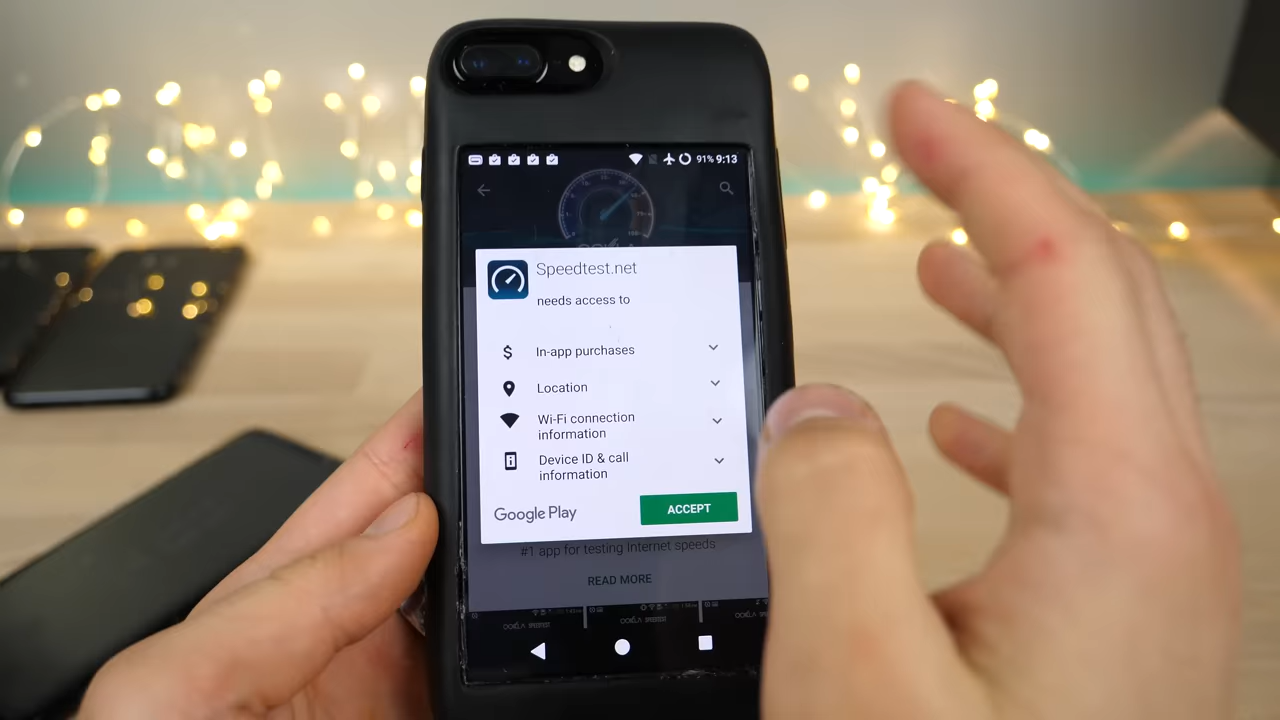 91% 9:13
Speedtest.net
needs access to
In-app purchases
Location
Wi-Fi connection
information
Device ID & call
information
Google Play
ACCEPT
#1 app for testing Internet speeds
READ MORE